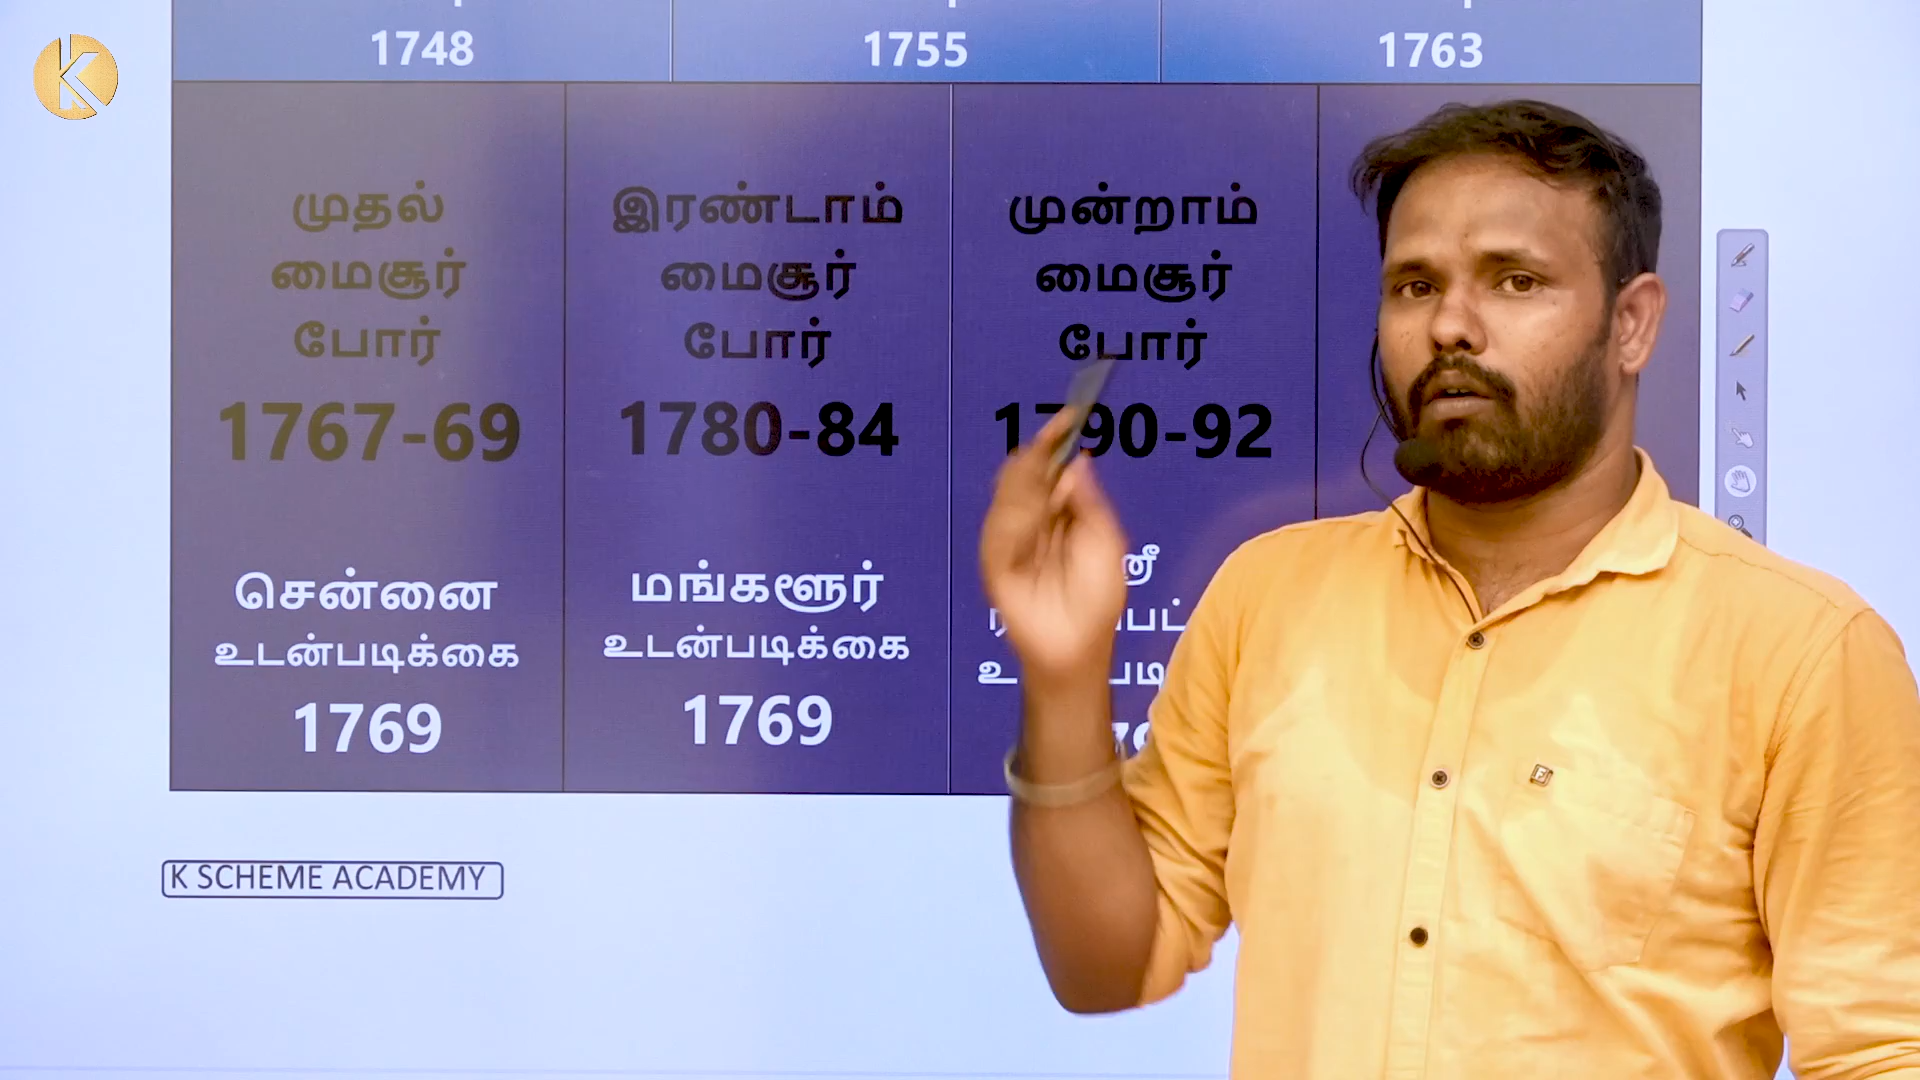 1748
1755
1763
முதல்
மைசூர்
போர்
1767-69
சென்னை
உடன்படிக்கை
1769
இரண்டாம்
மைசூர்
போர்
1780-84
மங்களூர்
உடன்படிக்கை
1769
முன்றாம்
மைசூர்
போர்
1790-92
K SCHEME ACADEMY